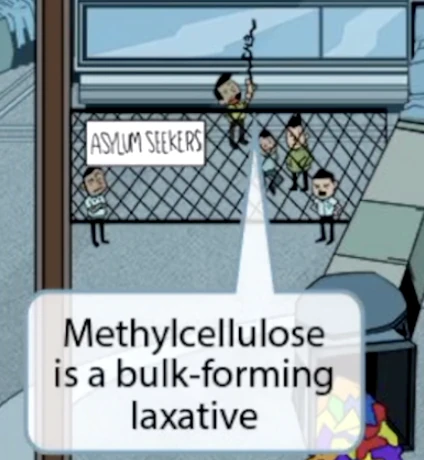 ASYLUM SEEKERS
Methylcellulose
is a bulk-forming
laxative